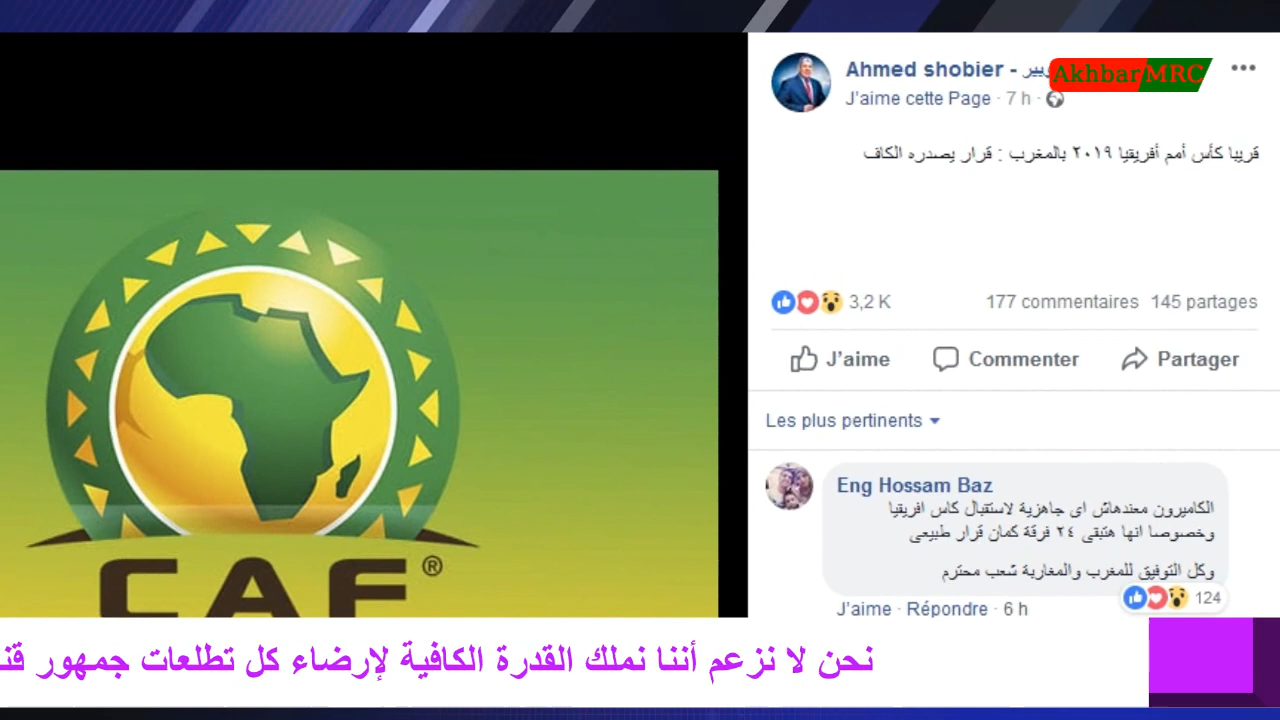 Ahmed shobier -
AkhbarMRC
J'aime cette Page · 7 h ·
قريبا كأس أمم أفريقيا ٢٠١٩ بالمغرب : قرار يصدره الكاف
3,2 K 177 commentaires 145 partages
J'aime Commenter Partager
Les plus pertinents
Eng Hossam Baz
الكاميرون معندهاش اى جاهزية لاستقبال كاس افريقيا
وخصوصا انها هتبقى ٢٤ فرقة كمان قرار طبيعى
وكل التوفيق للمغرب والمغاربة شعب محترم
124
J'aime · Répondre · 6 h
CAF®
نحن لا نزعم أننا نملك القدرة الكافية لإرضاء كل تطلعات جمهور